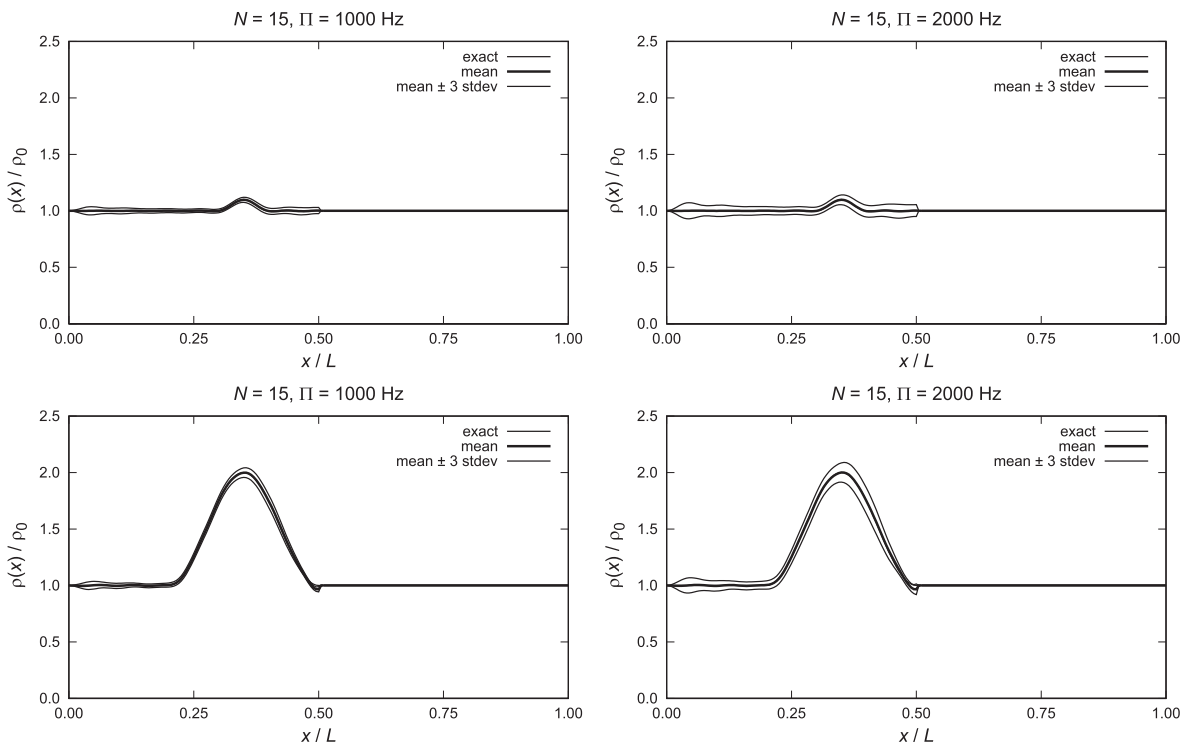 N = 15, Π = 1000 Hz
2.5
2.0
1.5
1.0
0.5
0.0
ρ(x) / ρ0
exact
mean
mean ± 3 stdev
0.00 0.25 0.50 0.75 1.00
x / L
N = 15, Π = 2000 Hz
2.5
2.0
1.5
1.0
0.5
0.0
ρ(x) / ρ0
exact
mean
mean ± 3 stdev
0.00 0.25 0.50 0.75 1.00
x / L
N = 15, Π = 1000 Hz
2.5
2.0
1.5
1.0
0.5
0.0
ρ(x) / ρ0
exact
mean
mean ± 3 stdev
0.00 0.25 0.50 0.75 1.00
x / L
N = 15, Π = 2000 Hz
2.5
2.0
1.5
1.0
0.5
0.0
ρ(x) / ρ0
exact
mean
mean ± 3 stdev
0.00 0.25 0.50 0.75 1.00
x / L